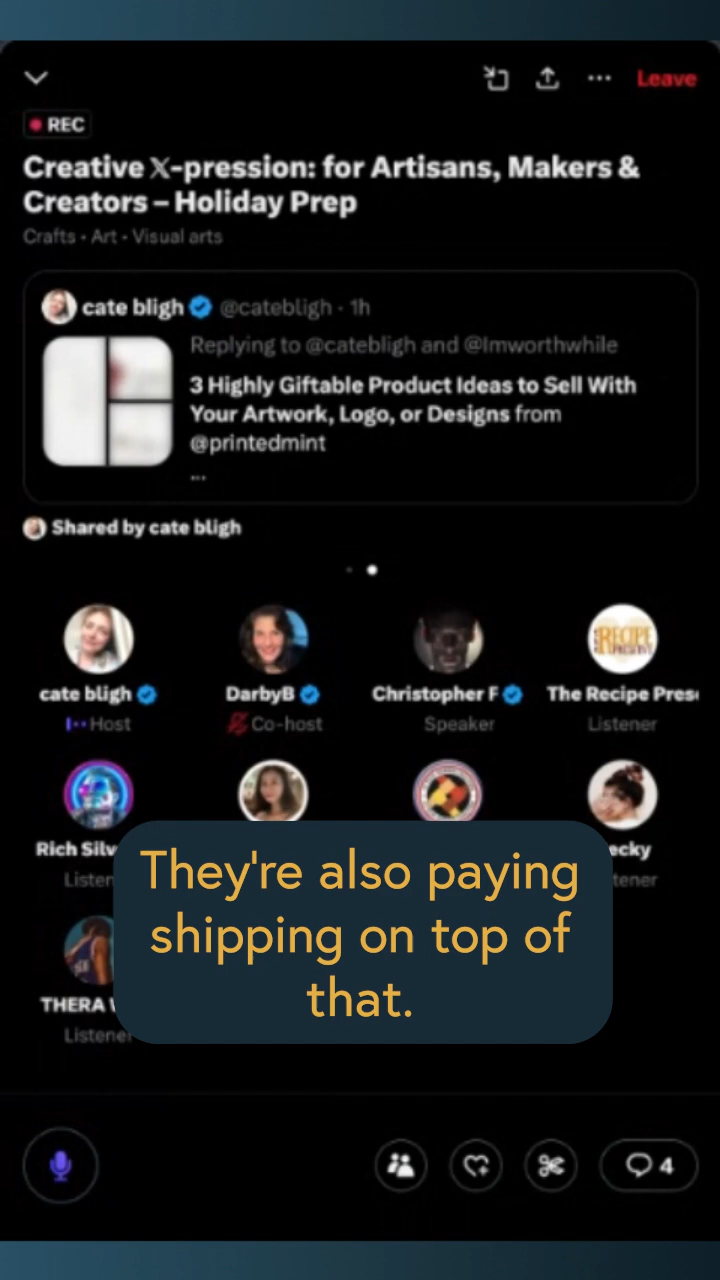 Leave
REC
Creative 𝕏-pression: for Artisans, Makers &
Creators – Holiday Prep
Crafts • Art • Visual arts
cate bligh @catebligh · 1h
Replying to @catebligh and @Imworthwhile
3 Highly Giftable Product Ideas to Sell With
Your Artwork, Logo, or Designs from
@printedmint
...
Shared by cate bligh
cate bligh DarbyB Christopher F The Recipe Pres
Host Co-host Speaker Listener
Rich Silv ecky
Listen tener
They're also paying
shipping on top of
that.
THERA
Listener
4